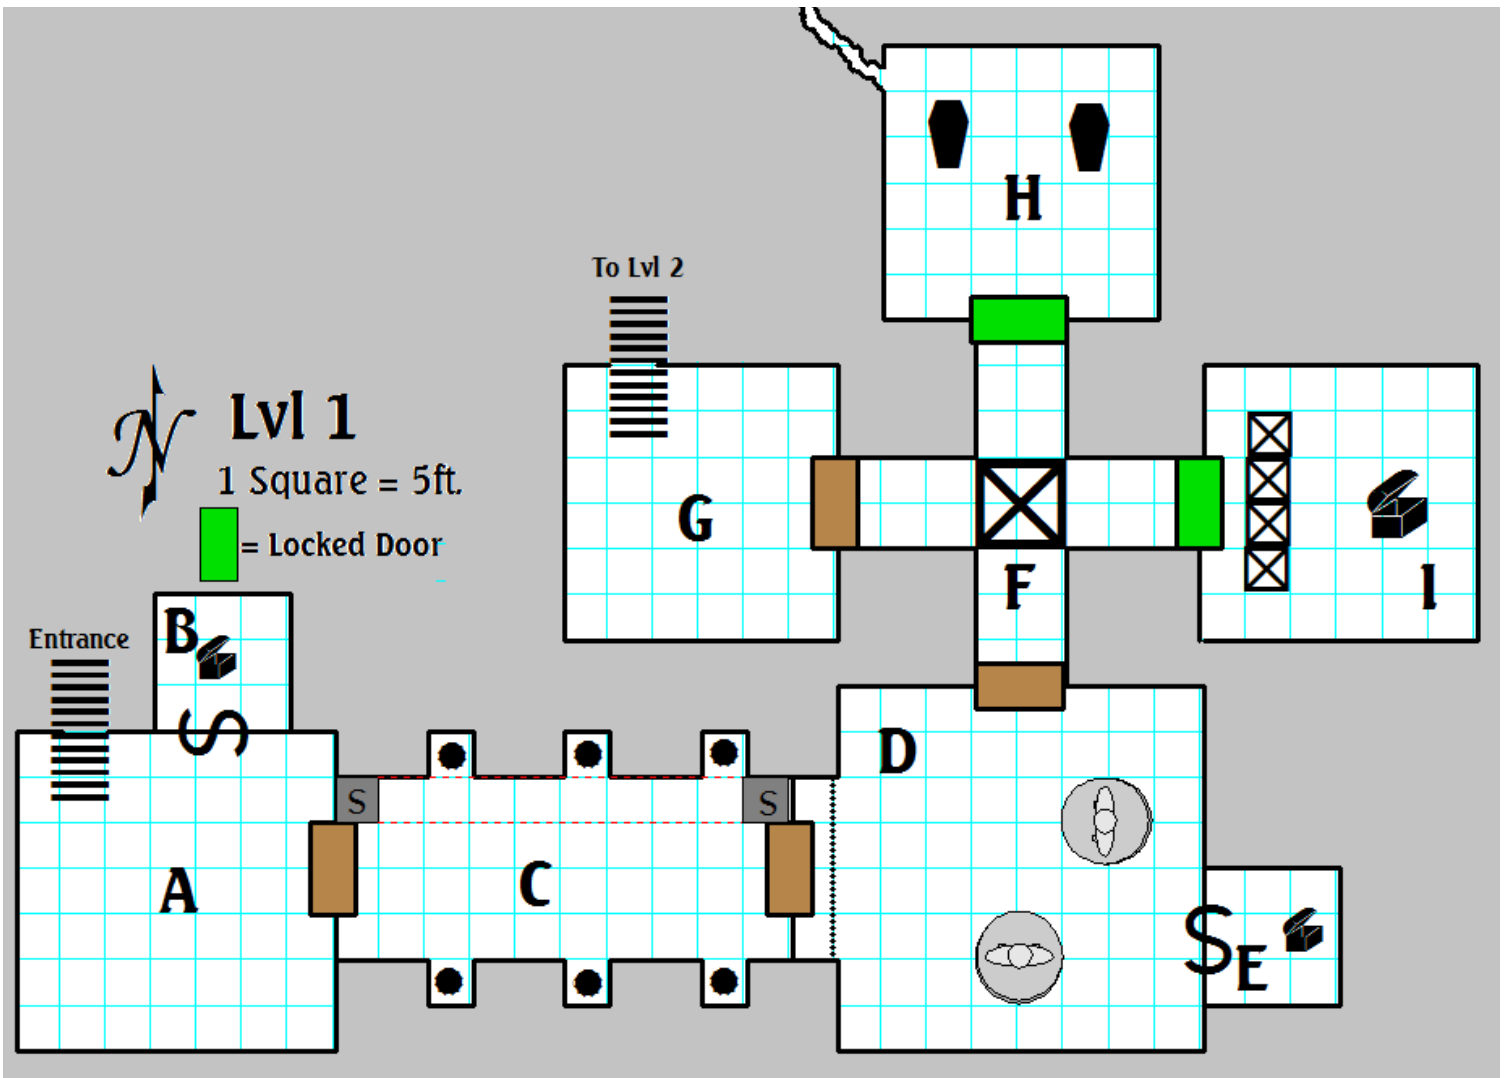 H
To Lvl 2
N
Lvl 1
1 Square = 5ft.
= Locked Door
G
F
I
B
Entrance
S
D
S
S
A
C
S
E